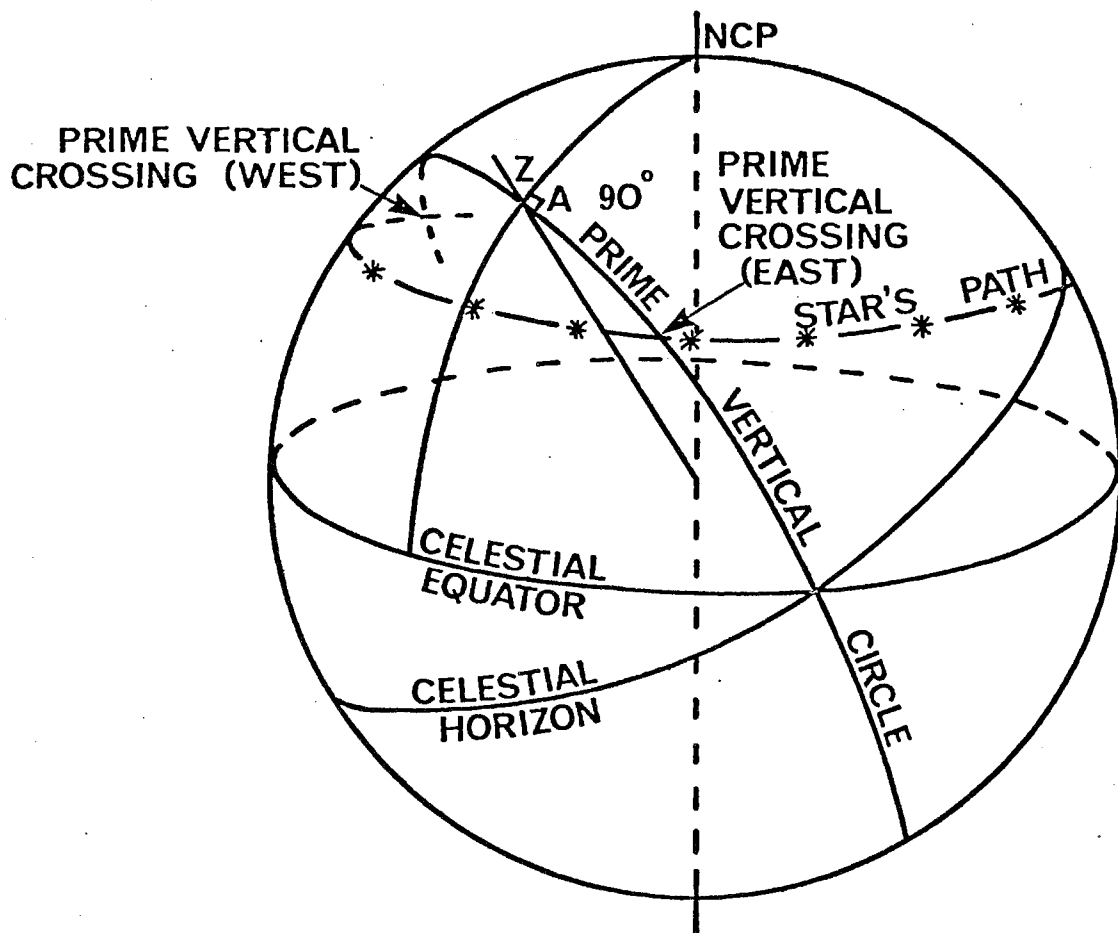 NCP
PRIME VERTICAL
CROSSING (WEST)
Z
A 90°
PRIME
VERTICAL
CROSSING
(EAST)
PRIME
VERTICAL
CIRCLE
STAR'S PATH
CELESTIAL
EQUATOR
CELESTIAL
HORIZON